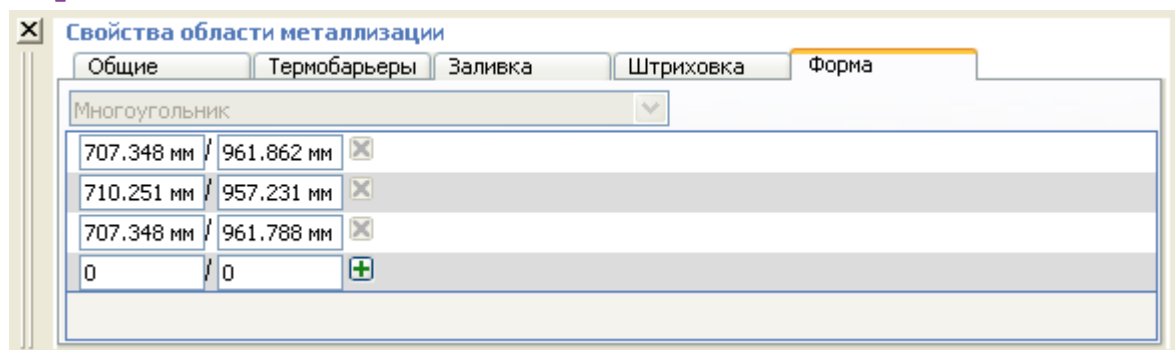 Свойства области металлизации
Общие Термобарьеры Заливка Штриховка Форма
Многоугольник
707.348 мм / 961.862 мм
710.251 мм / 957.231 мм
707.348 мм / 961.788 мм
0 / 0